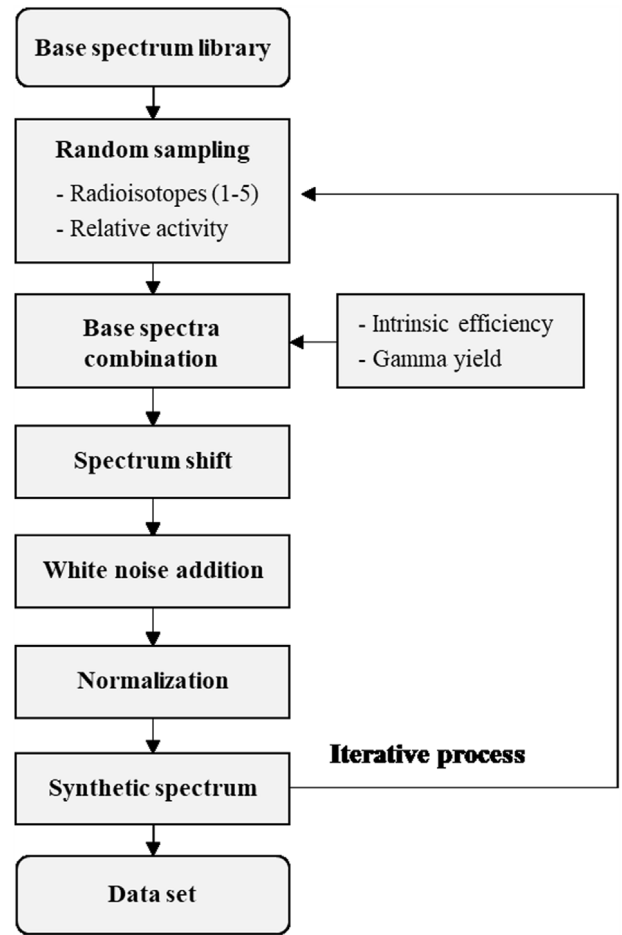 Base spectrum library
Random sampling
- Radioisotopes (1-5)
- Relative activity
Base spectra
combination
- Intrinsic efficiency
- Gamma yield
Spectrum shift
White noise addition
Normalization
Iterative process
Synthetic spectrum
Data set